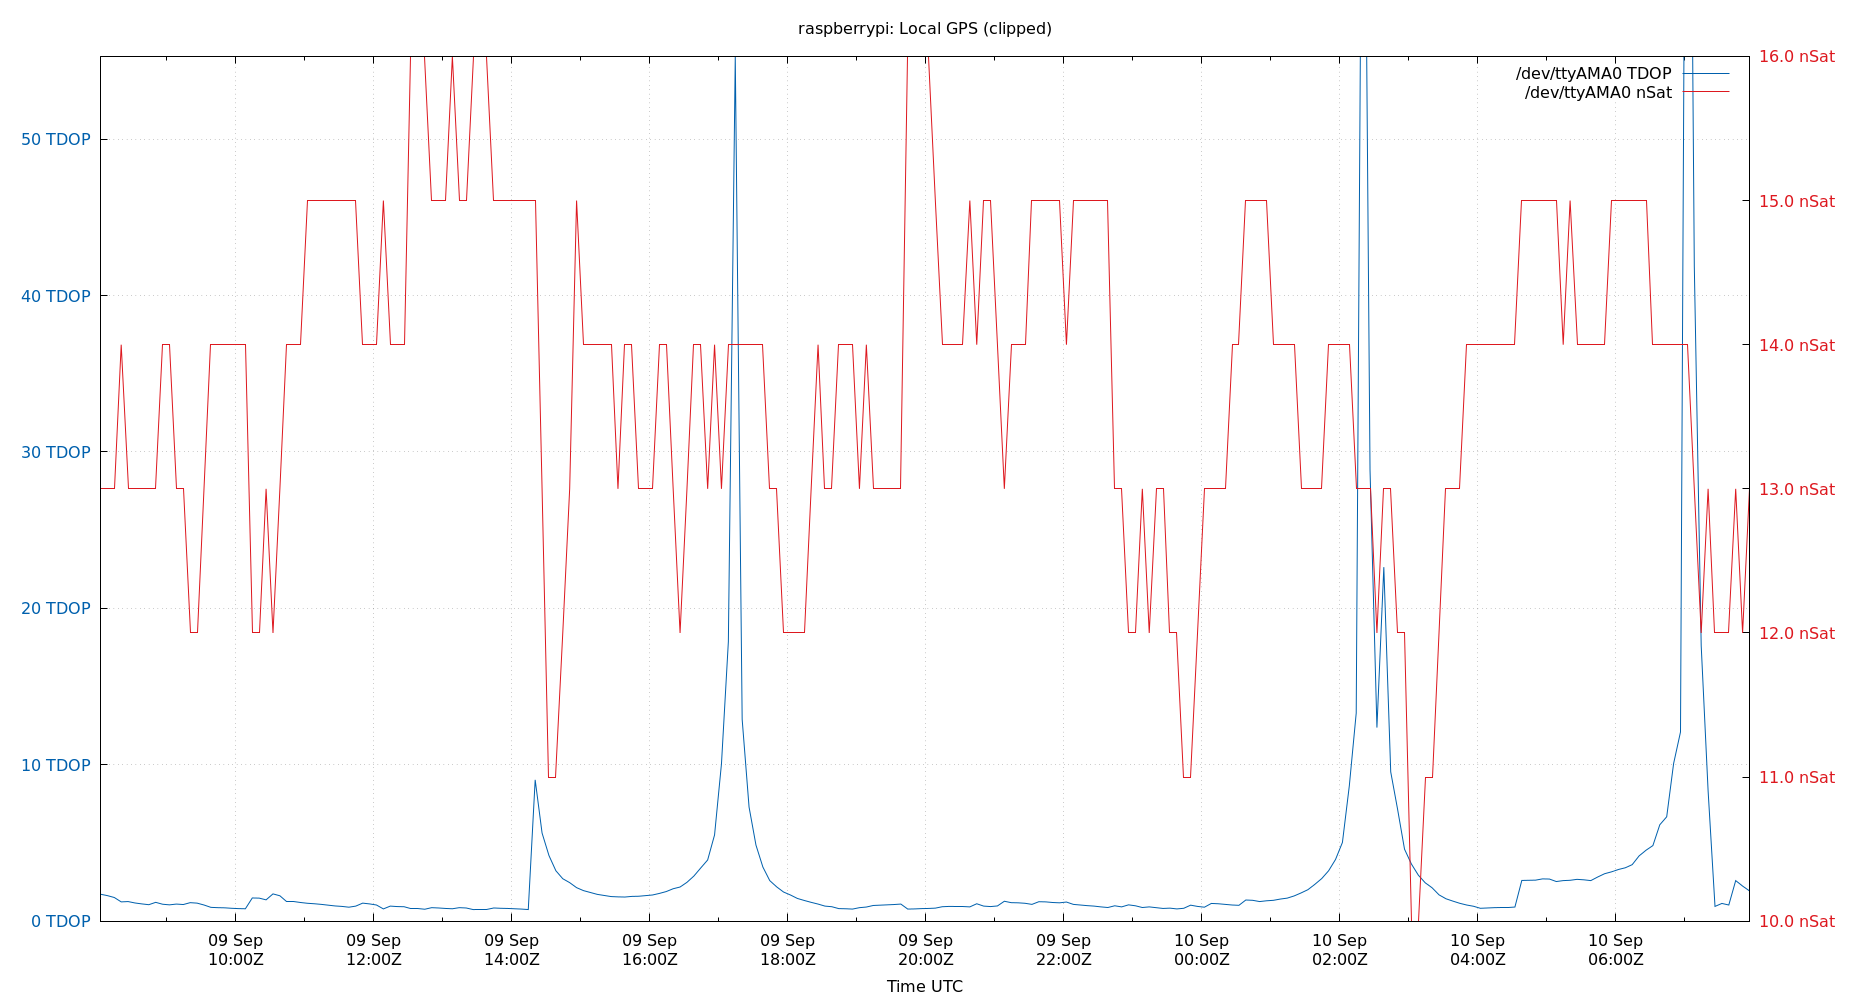 raspberrypi: Local GPS (clipped)
16.0 nSat
/dev/ttyAMA0 TDOP
/dev/ttyAMA0 nSat
50 TDOP
15.0 nSat
40 TDOP
14.0 nSat
30 TDOP
13.0 nSat
20 TDOP
12.0 nSat
10 TDOP
11.0 nSat
0 TDOP
10.0 nSat
09 Sep 09 Sep 09 Sep 09 Sep 09 Sep 09 Sep 09 Sep 10 Sep 10 Sep 10 Sep 10 Sep
10:00Z 12:00Z 14:00Z 16:00Z 18:00Z 20:00Z 22:00Z 00:00Z 02:00Z 04:00Z 06:00Z
Time UTC